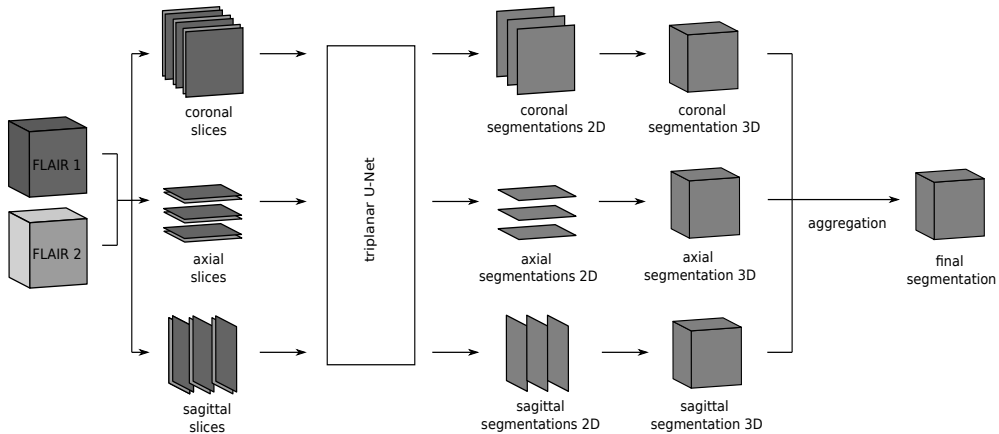 FLAIR 1
FLAIR 2
coronal
slices
axial
slices
sagittal
slices
triplanar U-Net
coronal
segmentations 2D
axial
segmentations 2D
sagittal
segmentations 2D
coronal
segmentation 3D
axial
segmentation 3D
sagittal
segmentation 3D
aggregation
final
segmentation